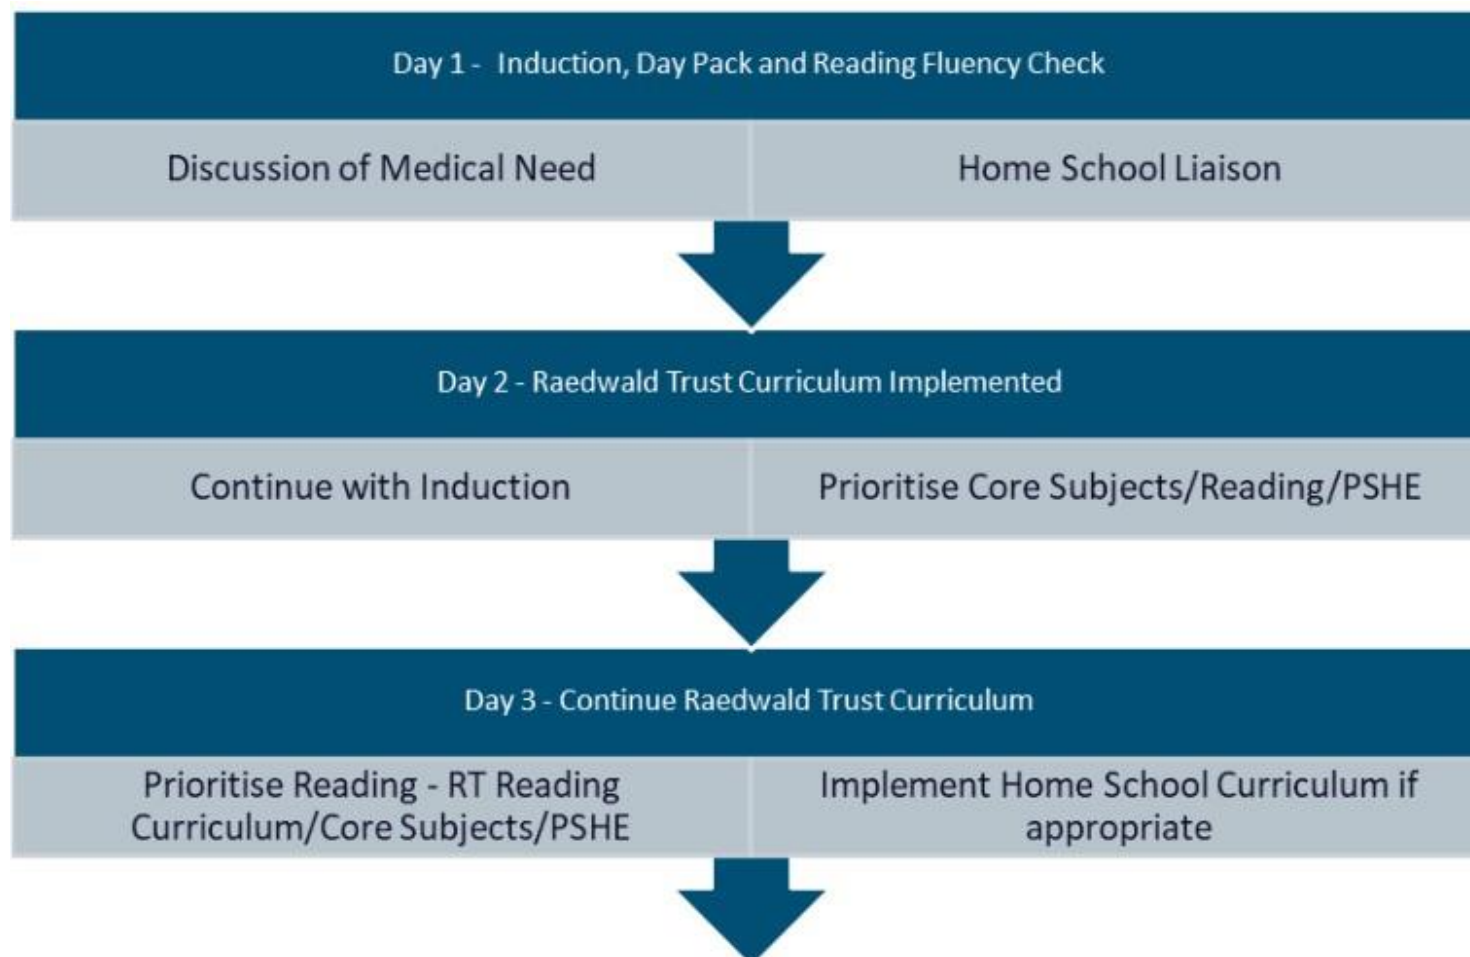 Day 1 - Induction, Day Pack and Reading Fluency Check
Discussion of Medical Need
Home School Liaison
Day 2 - Raedwald Trust Curriculum Implemented
Continue with Induction
Prioritise Core Subjects/Reading/PSHE
Day 3 - Continue Raedwald Trust Curriculum
Prioritise Reading - RT Reading
Curriculum/Core Subjects/PSHE
Implement Home School Curriculum if
appropriate